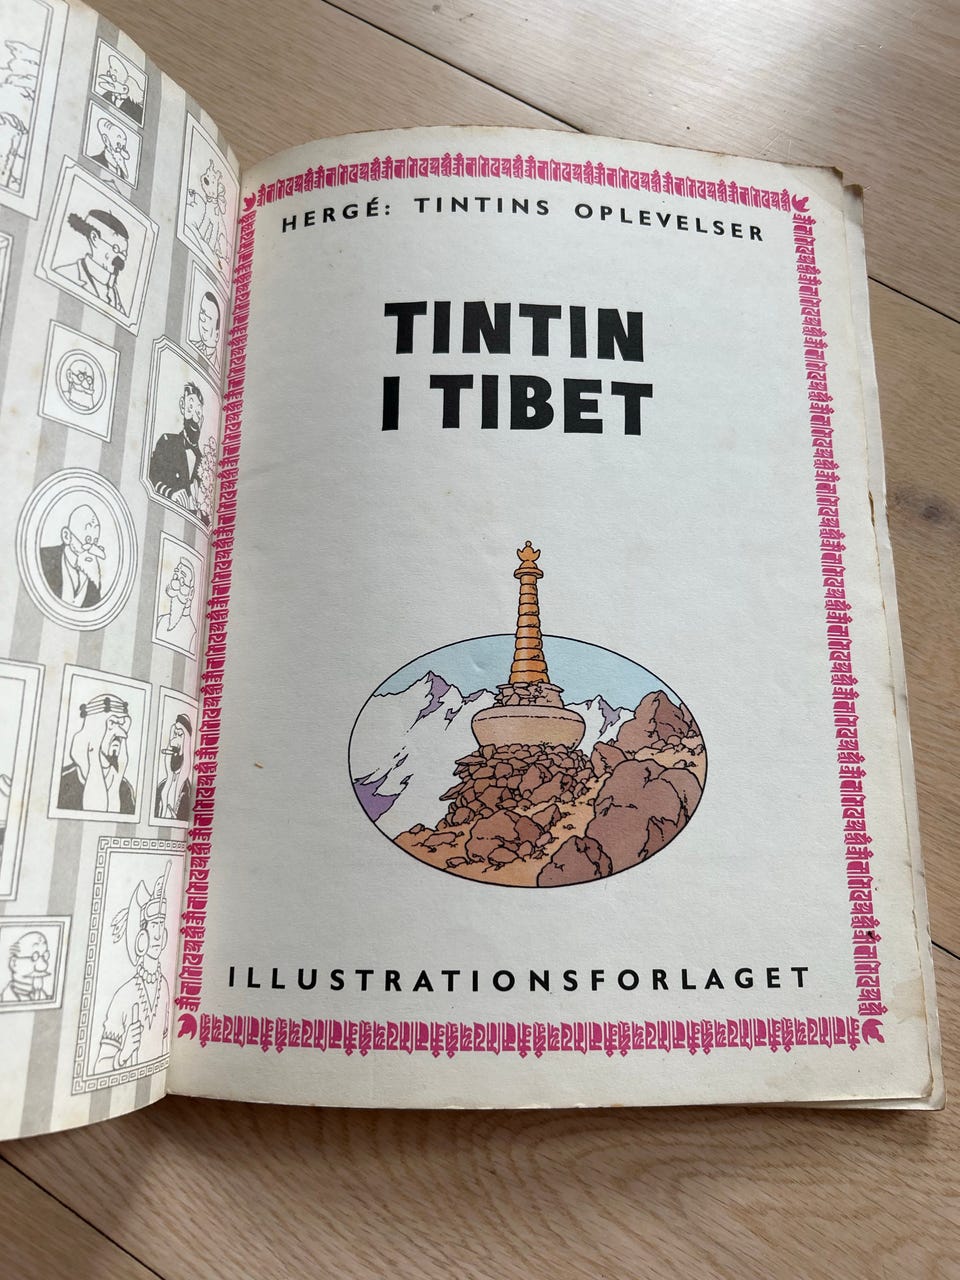 HERGÉ: TINTINS OPLEVELSER
TINTIN
I TIBET
ILLUSTRATIONSFORLAGET